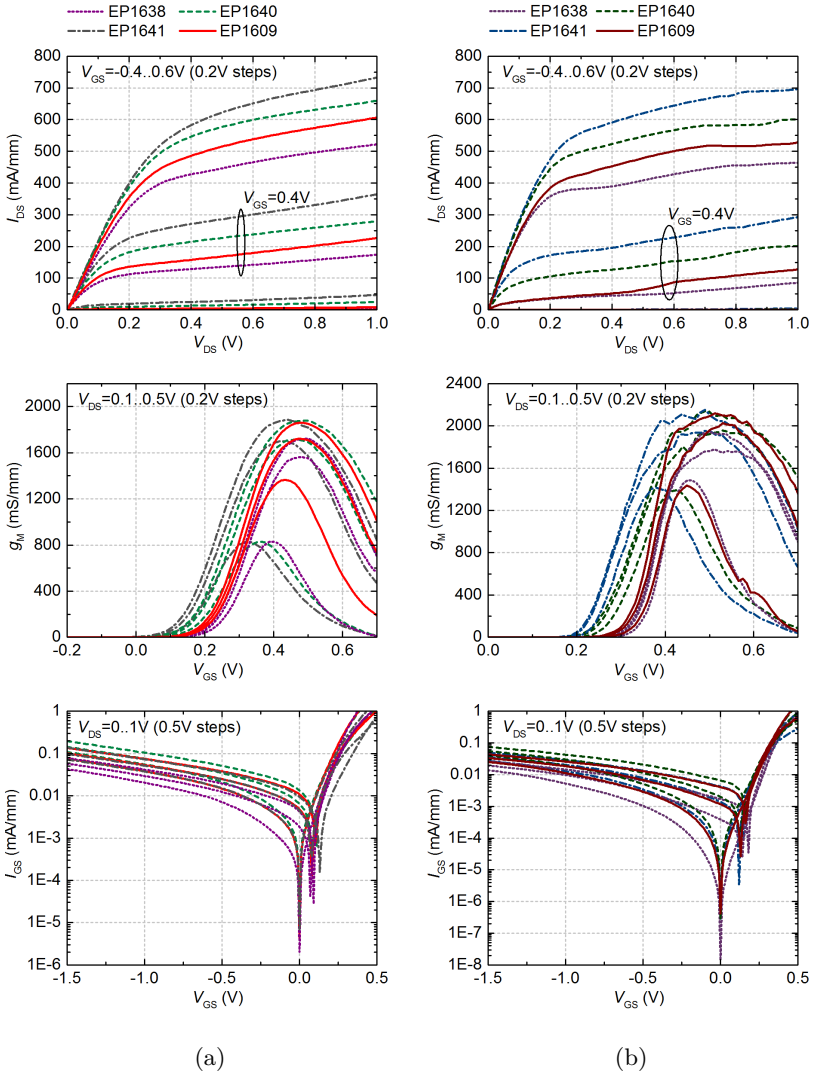 EP1638 EP1640
EP1641 EP1609
V_GS=-0.4..0.6V (0.2V steps)
V_GS=0.4V
I_DS (mA/mm)
800
700
600
500
400
300
200
100
0
0.0 0.2 0.4 0.6 0.8 1.0
V_DS (V)
EP1638 EP1640
EP1641 EP1609
V_GS=-0.4..0.6V (0.2V steps)
V_GS=0.4V
I_DS (mA/mm)
800
700
600
500
400
300
200
100
0
0.0 0.2 0.4 0.6 0.8 1.0
V_DS (V)
V_DS=0.1..0.5V (0.2V steps)
g_M (mS/mm)
2000
1600
1200
800
400
0
-0.2 0.0 0.2 0.4 0.6
V_GS (V)
V_DS=0.1..0.5V (0.2V steps)
g_M (mS/mm)
2400
2000
1600
1200
800
400
0
0.0 0.2 0.4 0.6
V_GS (V)
V_DS=0..1V (0.5V steps)
I_GS (mA/mm)
1
0.1
0.01
1E-3
1E-4
1E-5
1E-6
-1.5 -1.0 -0.5 0.0 0.5
V_GS (V)
V_DS=0..1V (0.5V steps)
I_GS (mA/mm)
1
0.1
0.01
1E-3
1E-4
1E-5
1E-6
1E-7
1E-8
-1.5 -1.0 -0.5 0.0 0.5
V_GS (V)
(a) (b)